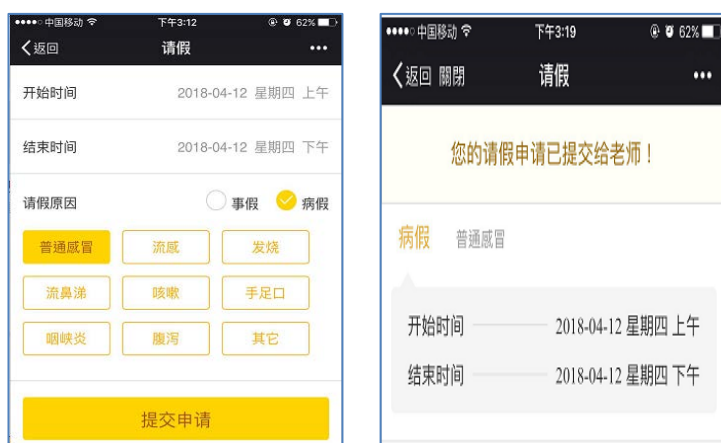 中国移动 下午3:12 62%
返回 请假
开始时间 2018-04-12 星期四 上午
结束时间 2018-04-12 星期四 下午
请假原因 事假 病假
普通感冒 流感 发烧
流鼻涕 咳嗽 手足口
咽峡炎 腹泻 其它
提交申请
中国移动 下午3:19 62%
返回 關閉 请假
您的请假申请已提交给老师！
病假 普通感冒
开始时间 2018-04-12 星期四 上午
结束时间 2018-04-12 星期四 下午